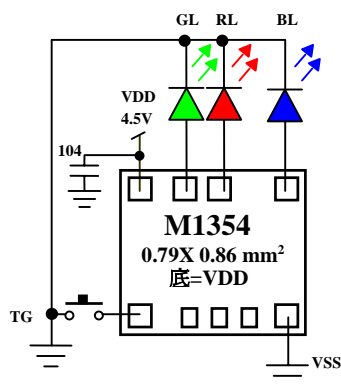 GL RL BL
VDD
4.5V
104
M1354
0.79X 0.86 mm²
底=VDD
TG
VSS